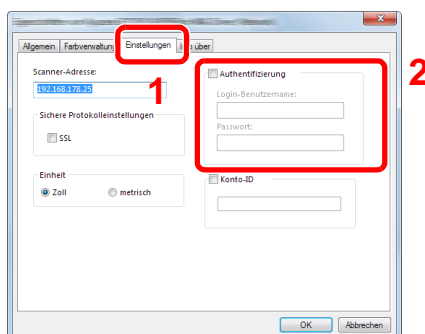 Allgemein Farbverwaltung Einstellungen über
Scanner-Adresse:
192.168.178.25
1
Sichere Protokolleinstellungen
SSL
Einheit
Zoll metrisch
Authentifizierung
2
Login-Benutzername:
Passwort:
Konto-ID
OK Abbrechen